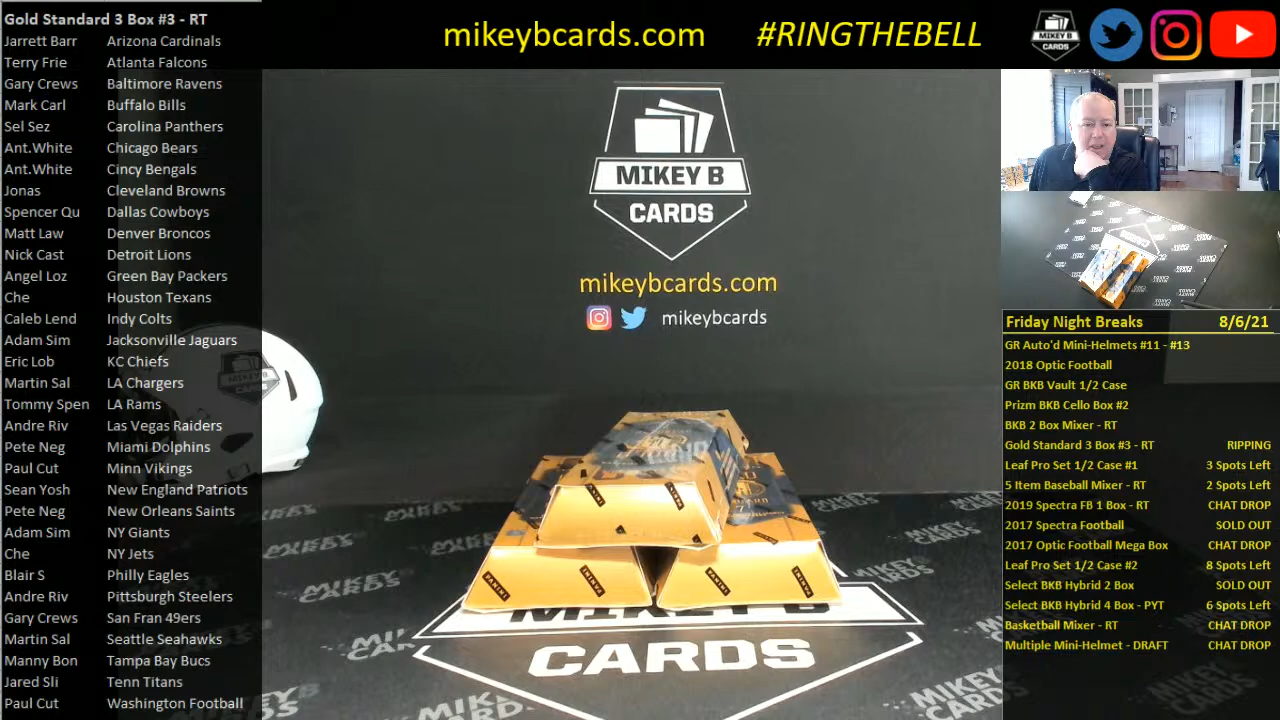 Gold Standard 3 Box #3 - RT
Jarrett Barr Arizona Cardinals
Terry Frie Atlanta Falcons
Gary Crews Baltimore Ravens
Mark Carl Buffalo Bills
Sel Sez Carolina Panthers
Ant.White Chicago Bears
Ant.White Cincy Bengals
Jonas Cleveland Browns
Spencer Qu Dallas Cowboys
Matt Law Denver Broncos
Nick Cast Detroit Lions
Angel Loz Green Bay Packers
Che Houston Texans
Caleb Lend Indy Colts
Adam Sim Jacksonville Jaguars
Eric Lob KC Chiefs
Martin Sal LA Chargers
Tommy Spen LA Rams
Andre Riv Las Vegas Raiders
Pete Neg Miami Dolphins
Paul Cut Minn Vikings
Sean Yosh New England Patriots
Pete Neg New Orleans Saints
Adam Sim NY Giants
Che NY Jets
Blair S Philly Eagles
Andre Riv Pittsburgh Steelers
Gary Crews San Fran 49ers
Martin Sal Seattle Seahawks
Manny Bon Tampa Bay Bucs
Jared Sli Tenn Titans
Paul Cut Washington Football
mikeybcards.com #RINGTHEBELL
MIKEY B
CARDS
MIKEY B
CARDS
mikeybcards.com
mikeybcards
PANINI PANINI
PANINI PANINI PANINI PANINI
MIKEY B
CARDS
Friday Night Breaks 8/6/21
GR Auto'd Mini-Helmets #11 - #13
2018 Optic Football
GR BKB Vault 1/2 Case
Prizm BKB Cello Box #2
BKB 2 Box Mixer - RT
Gold Standard 3 Box #3 - RT RIPPING
Leaf Pro Set 1/2 Case #1 3 Spots Left
5 Item Baseball Mixer - RT 2 Spots Left
2019 Spectra FB 1 Box - RT CHAT DROP
2017 Spectra Football SOLD OUT
2017 Optic Football Mega Box CHAT DROP
Leaf Pro Set 1/2 Case #2 8 Spots Left
Select BKB Hybrid 2 Box SOLD OUT
Select BKB Hybrid 4 Box - PYT 6 Spots Left
Basketball Mixer - RT CHAT DROP
Multiple Mini-Helmet - DRAFT CHAT DROP